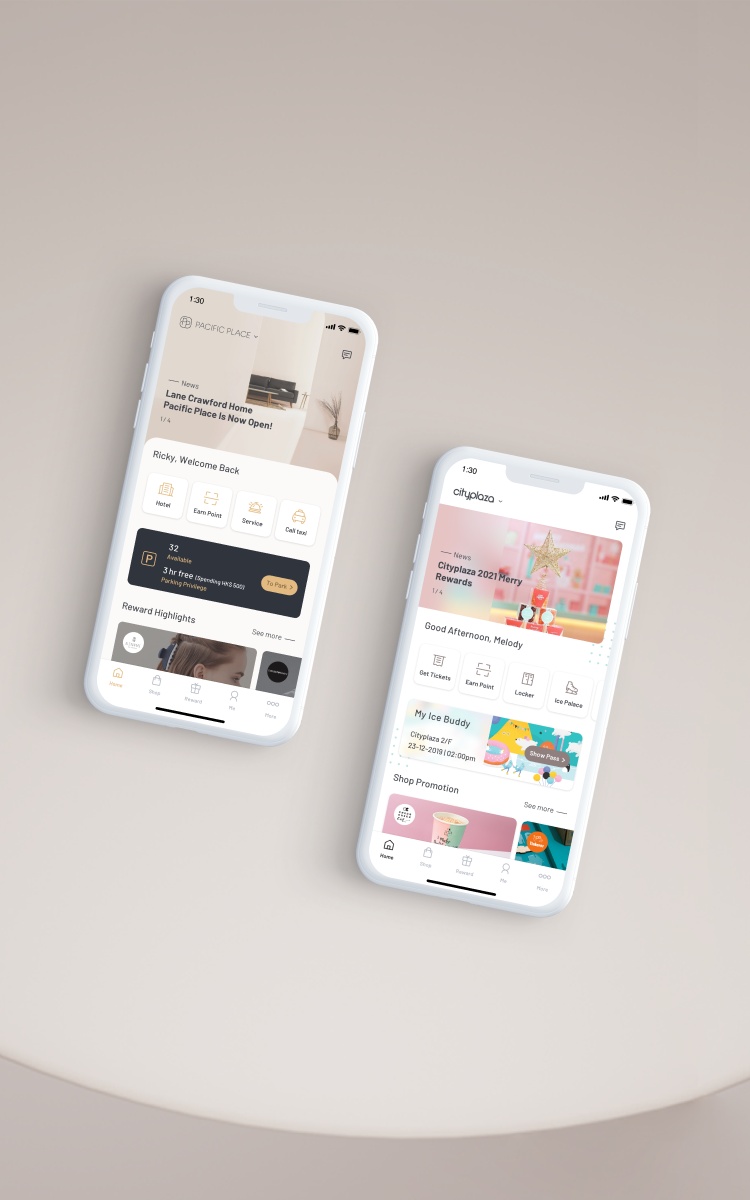 1:30
PACIFIC PLACE
News
Lane Crawford Home
Pacific Place Is Now Open!
1 / 4
Ricky, Welcome Back
Hotel
Earn Point
Service
Call taxi
P
32
Available
3 hr free (Spending HK$ 500)
Parking Privilege
To Park
Reward Highlights
See more
Home
Shop
Reward
Me
More
1:30
cityplaza
News
Cityplaza 2021 Merry
Rewards
1 / 4
Good Afternoon, Melody
Get Tickets
Earn Point
Locker
Ice Palace
My Ice Buddy
Cityplaza 2/F
23-12-2019 | 02:00pm
Show Pass
Shop Promotion
See more
Home
Shop
Reward
Me
More